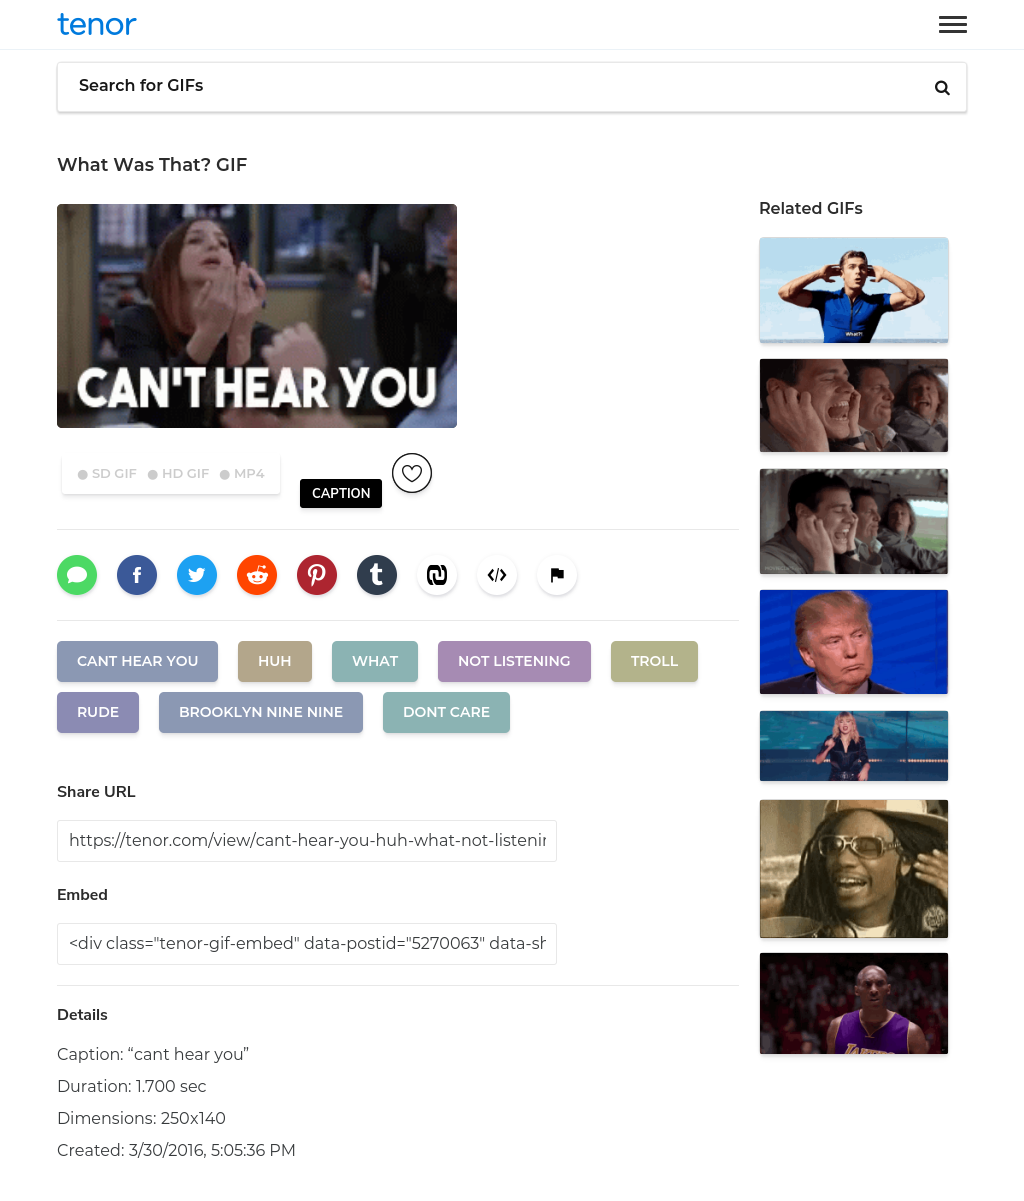 tenor
Search for GIFs
What Was That? GIF
CAN'T HEAR YOU
SD GIF HD GIF MP4
CAPTION
CANT HEAR YOU HUH WHAT NOT LISTENING TROLL
RUDE BROOKLYN NINE NINE DONT CARE
Share URL
https://tenor.com/view/cant-hear-you-huh-what-not-listenin
Embed
<div class="tenor-gif-embed" data-postid="5270063" data-sh
Details
Caption: “cant hear you”
Duration: 1.700 sec
Dimensions: 250x140
Created: 3/30/2016, 5:05:36 PM
Related GIFs
What?!